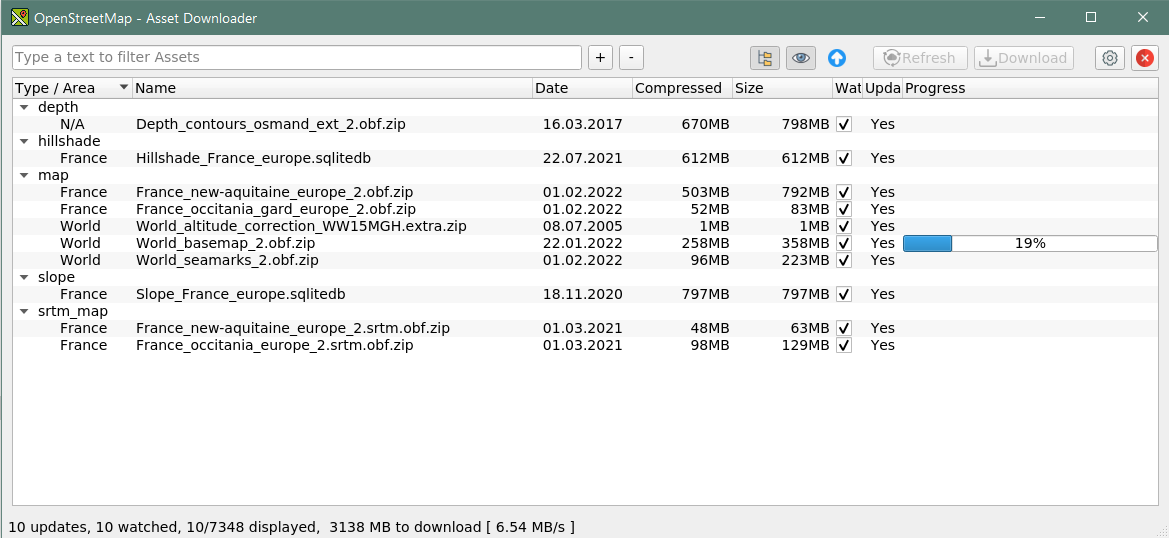 OpenStreetMap - Asset Downloader
Type a text to filter Assets + - Refresh Download
Type / Area Name Date Compressed Size Wat Upda Progress
depth
N/A Depth_contours_osmand_ext_2.obf.zip 16.03.2017 670MB 798MB Yes
hillshade
France Hillshade_France_europe.sqlitedb 22.07.2021 612MB 612MB Yes
map
France France_new-aquitaine_europe_2.obf.zip 01.02.2022 503MB 792MB Yes
France France_occitania_gard_europe_2.obf.zip 01.02.2022 52MB 83MB Yes
World World_altitude_correction_WW15MGH.extra.zip 08.07.2005 1MB 1MB Yes
World World_basemap_2.obf.zip 22.01.2022 258MB 358MB Yes 19%
World World_seamarks_2.obf.zip 01.02.2022 96MB 223MB Yes
slope
France Slope_France_europe.sqlitedb 18.11.2020 797MB 797MB Yes
srtm_map
France France_new-aquitaine_europe_2.srtm.obf.zip 01.03.2021 48MB 63MB Yes
France France_occitania_europe_2.srtm.obf.zip 01.03.2021 98MB 129MB Yes
10 updates, 10 watched, 10/7348 displayed, 3138 MB to download [ 6.54 MB/s ]